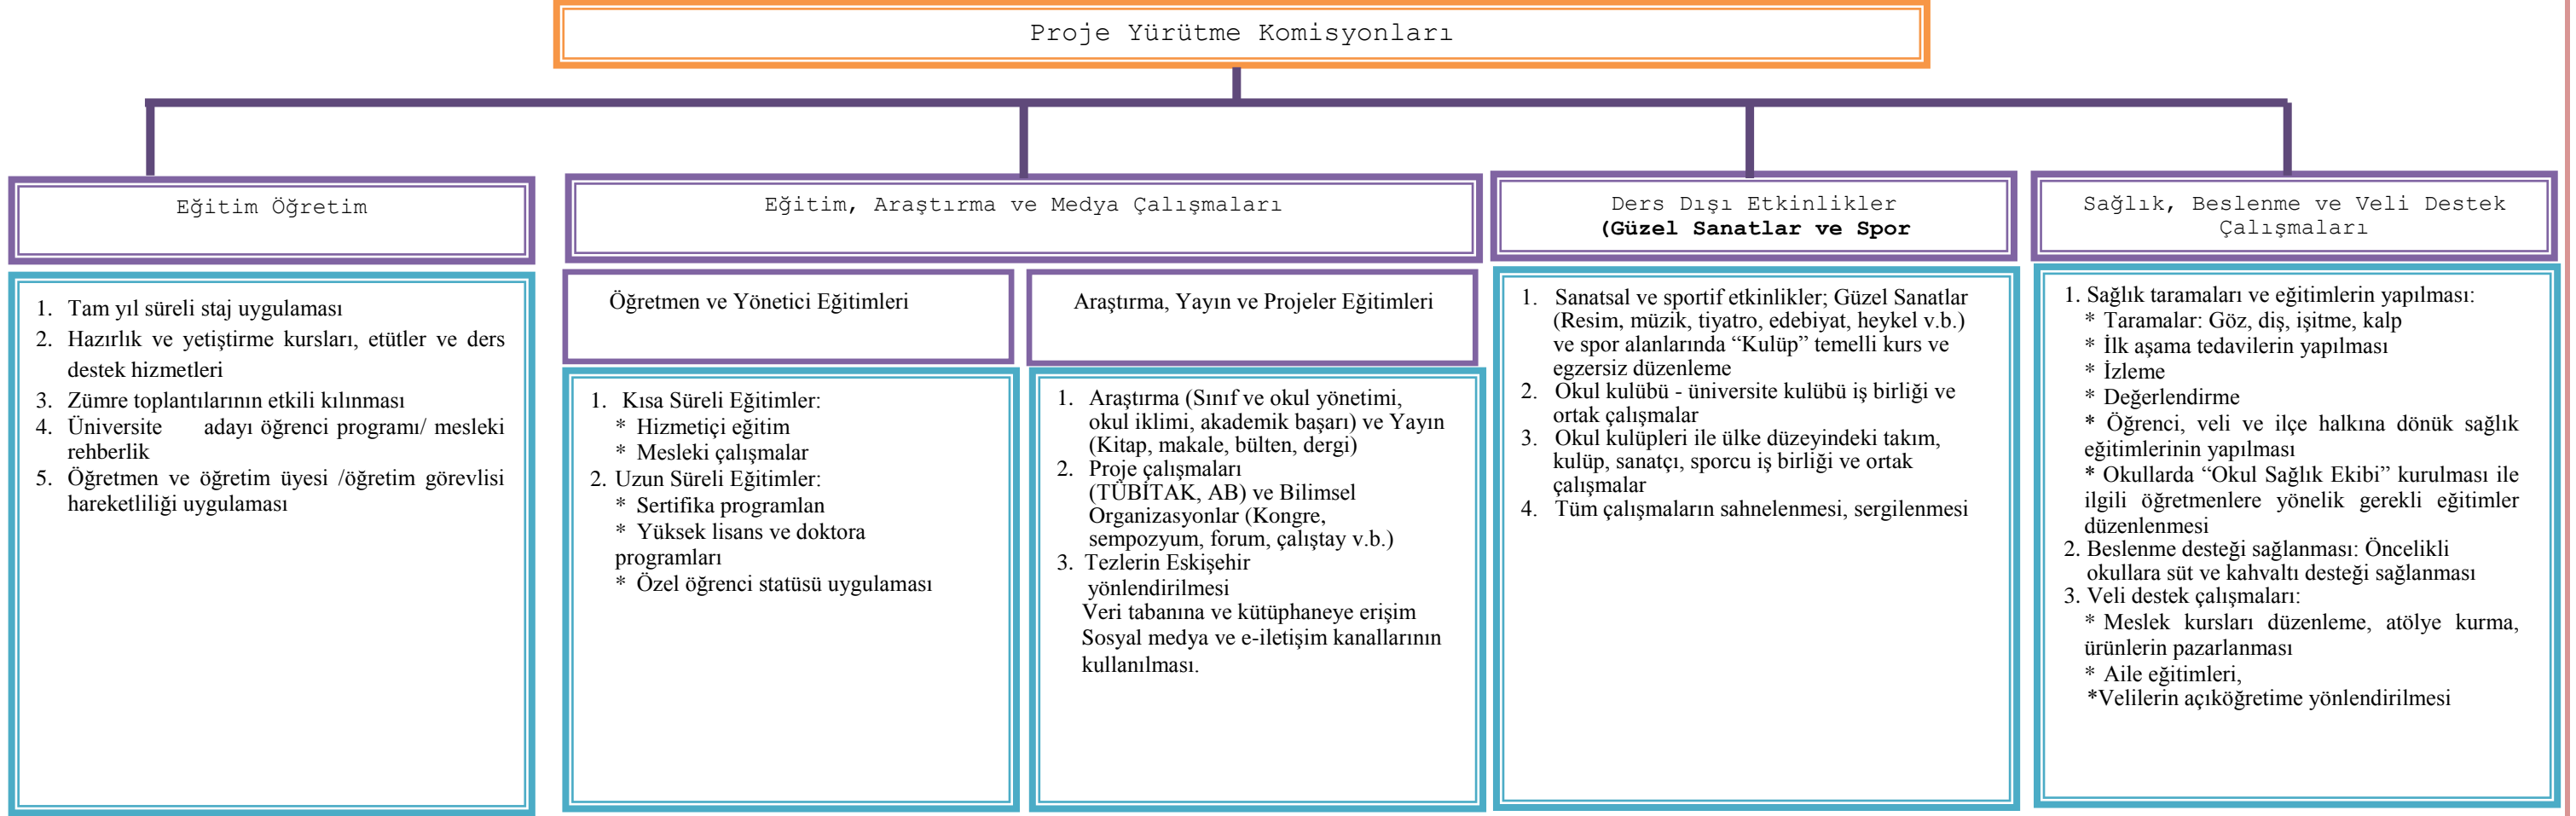 Proje Yürütme Komisyonları
Eğitim Öğretim
1. Tam yıl süreli staj uygulaması
2. Hazırlık ve yetiştirme kursları, etütler ve ders
destek hizmetleri
3. Zümre toplantılarının etkili kılınması
4. Üniversite adayı öğrenci programı/ mesleki
rehberlik
5. Öğretmen ve öğretim üyesi /öğretim görevlisi
hareketliliği uygulaması
Eğitim, Araştırma ve Medya Çalışmaları
Öğretmen ve Yönetici Eğitimleri
1. Kısa Süreli Eğitimler:
* Hizmetiçi eğitim
* Mesleki çalışmalar
2. Uzun Süreli Eğitimler:
* Sertifika programlan
* Yüksek lisans ve doktora
programları
* Özel öğrenci statüsü uygulaması
Araştırma, Yayın ve Projeler Eğitimleri
1. Araştırma (Sınıf ve okul yönetimi,
okul iklimi, akademik başarı) ve Yayın
(Kitap, makale, bülten, dergi)
2. Proje çalışmaları
(TÜBİTAK, AB) ve Bilimsel
Organizasyonlar (Kongre,
sempozyum, forum, çalıştay v.b.)
3. Tezlerin Eskişehir
yönlendirilmesi
Veri tabanına ve kütüphaneye erişim
Sosyal medya ve e-iletişim kanallarının
kullanılması.
Ders Dışı Etkinlikler
(Güzel Sanatlar ve Spor
1. Sanatsal ve sportif etkinlikler; Güzel Sanatlar
(Resim, müzik, tiyatro, edebiyat, heykel v.b.)
ve spor alanlarında “Kulüp” temelli kurs ve
egzersiz düzenleme
2. Okul kulübü - üniversite kulübü iş birliği ve
ortak çalışmalar
3. Okul kulüpleri ile ülke düzeyindeki takım,
kulüp, sanatçı, sporcu iş birliği ve ortak
çalışmalar
4. Tüm çalışmaların sahnelenmesi, sergilenmesi
Sağlık, Beslenme ve Veli Destek
Çalışmaları
1. Sağlık taramaları ve eğitimlerin yapılması:
* Taramalar: Göz, diş, işitme, kalp
* İlk aşama tedavilerin yapılması
* İzleme
* Değerlendirme
* Öğrenci, veli ve ilçe halkına dönük sağlık
eğitimlerinin yapılması
* Okullarda “Okul Sağlık Ekibi” kurulması ile
ilgili öğretmenlere yönelik gerekli eğitimler
düzenlenmesi
2. Beslenme desteği sağlanması: Öncelikli
okullara süt ve kahvaltı desteği sağlanması
3. Veli destek çalışmaları:
* Meslek kursları düzenleme, atölye kurma,
ürünlerin pazarlanması
* Aile eğitimleri,
*Velilerin açıköğretime yönlendirilmesi